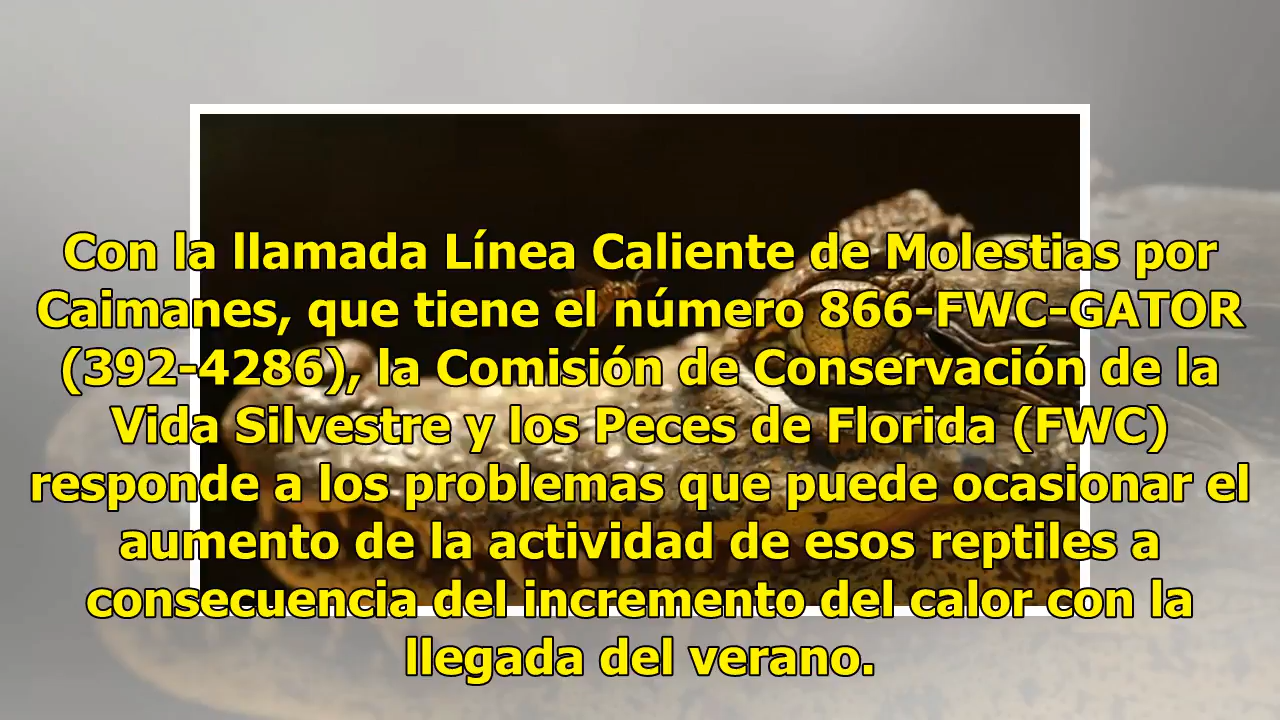 Con la llamada Línea Caliente de Molestias por
Caimanes, que tiene el número 866-FWC-GATOR
(392-4286), la Comisión de Conservación de la
Vida Silvestre y los Peces de Florida (FWC)
responde a los problemas que puede ocasionar el
aumento de la actividad de esos reptiles a
consecuencia del incremento del calor con la
llegada del verano.